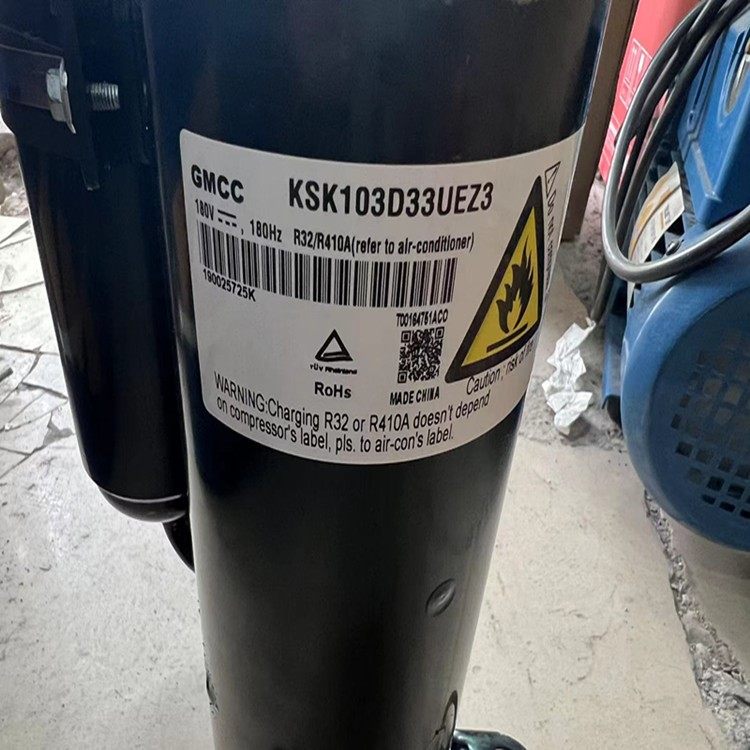 GMCC
KSK103D33UEZ3
180V ⎓, 180Hz R32/R410A(refer to air-conditioner)
190025725K
700164751ACO
TÜV Rheinland
RoHs
MADE CHINA
Caution, risk of
WARNING:Charging R32 or R410A doesn't depend
on compressor's label, pls. to air-con's label.